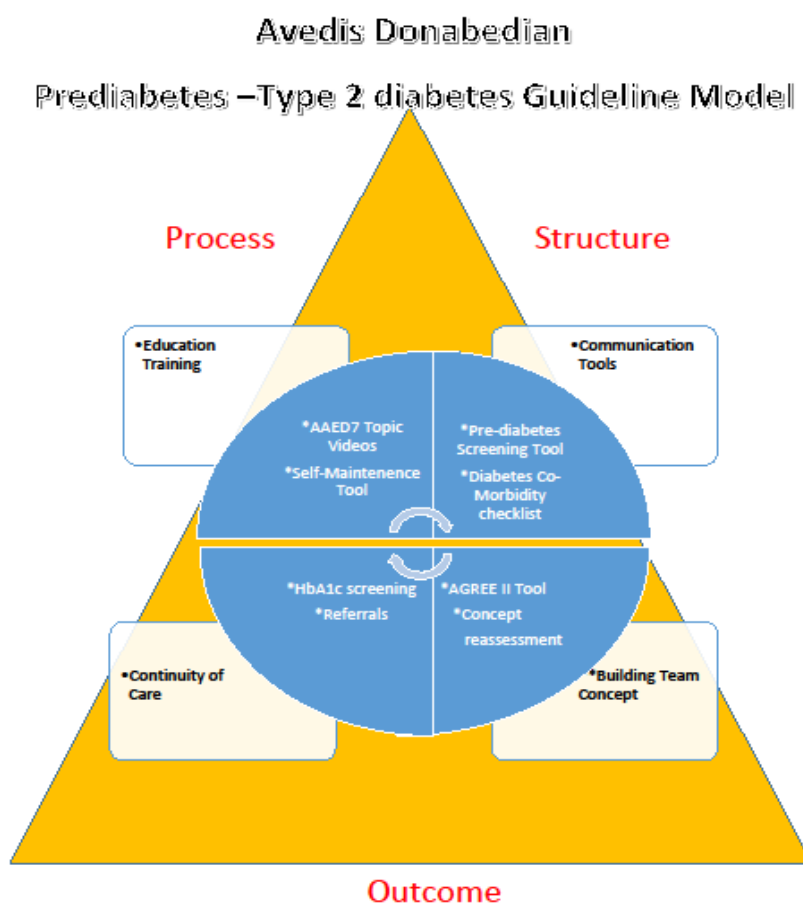 Avedis Donabedian
Prediabetes –Type 2 diabetes Guideline Model
Process
Structure
•Education
Training
•Communication
Tools
*AAED7 Topic
Videos
*Self-Maintenence
Tool
*Pre-diabetes
Screening Tool
*Diabetes Co-
Morbidity
checklist
*HbA1c screening
*Referrals
*AGREE II Tool
*Concept
reassessment
•Continuity of
Care
*Building Team
Concept
Outcome